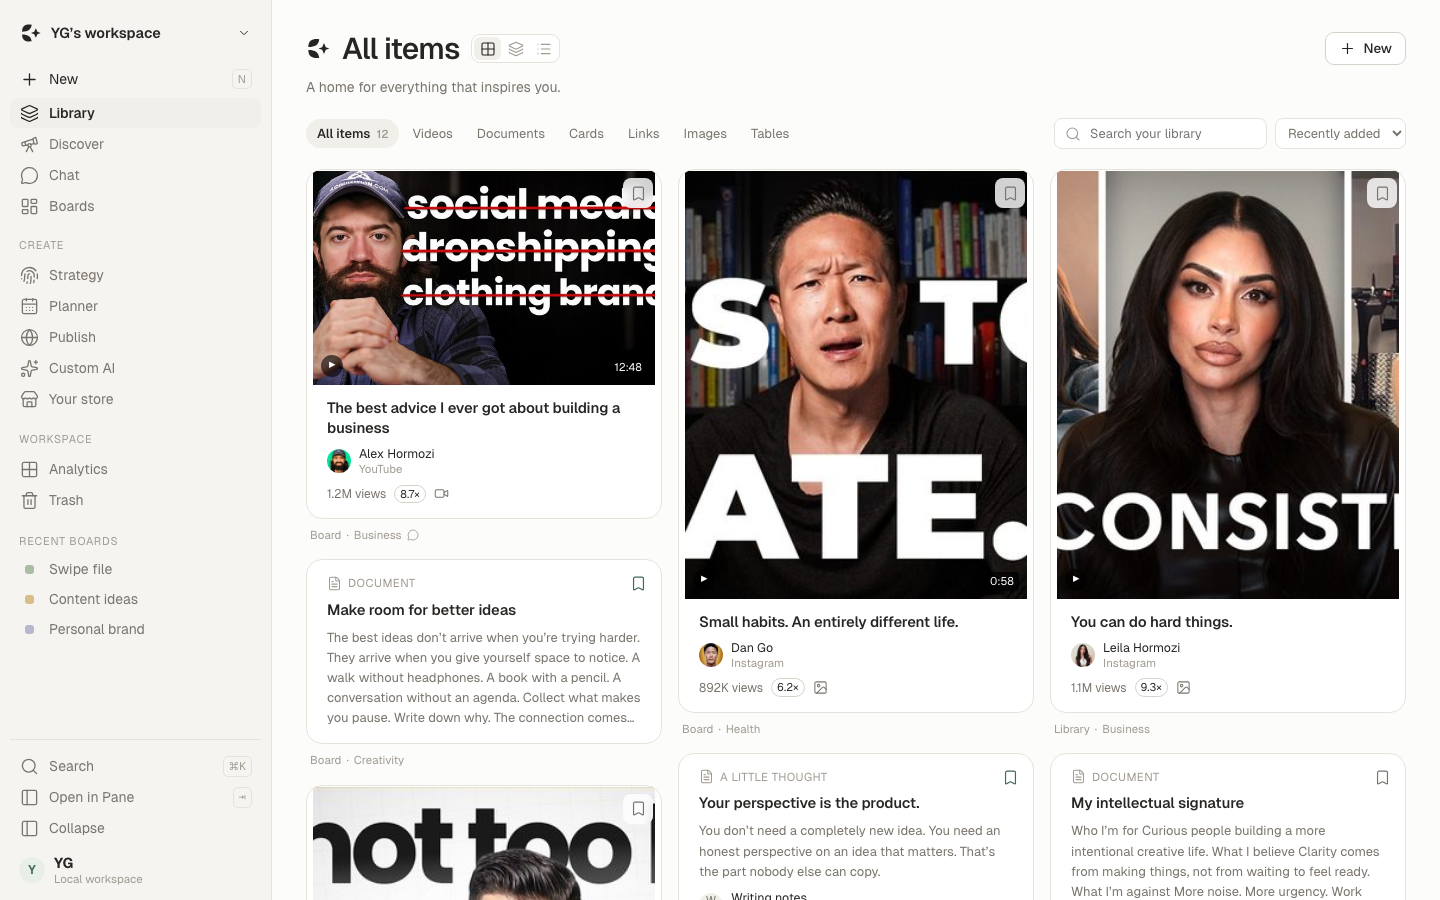 YG's workspace
New
N
Library
Discover
Chat
Boards
CREATE
Strategy
Planner
Publish
Custom AI
Your store
WORKSPACE
Analytics
Trash
RECENT BOARDS
Swipe file
Content ideas
Personal brand
Search
⌘K
Open in Pane
Collapse
Y
YG
Local workspace
All items
New
A home for everything that inspires you.
All items 12
Videos
Documents
Cards
Links
Images
Tables
Search your library
Recently added
social media
dropshipping
clothing brand
12:48
The best advice I ever got about building a
business
Alex Hormozi
YouTube
1.2M views
8.7×
Board · Business
DOCUMENT
Make room for better ideas
The best ideas don't arrive when you're trying harder.
They arrive when you give yourself space to notice. A
walk without headphones. A book with a pencil. A
conversation without an agenda. Collect what makes
you pause. Write down why. The connection comes...
Board · Creativity
not too
S TO
ATE.
0:58
Small habits. An entirely different life.
Dan Go
Instagram
892K views
6.2×
Board · Health
A LITTLE THOUGHT
Your perspective is the product.
You don't need a completely new idea. You need an
honest perspective on an idea that matters. That's
the part nobody else can copy.
W
Writing notes
CONSIST
You can do hard things.
Leila Hormozi
Instagram
1.1M views
9.3×
Library · Business
DOCUMENT
My intellectual signature
Who I'm for Curious people building a more
intentional creative life. What I believe Clarity comes
from making things, not from waiting to feel ready.
What I'm against More noise. More urgency. Work